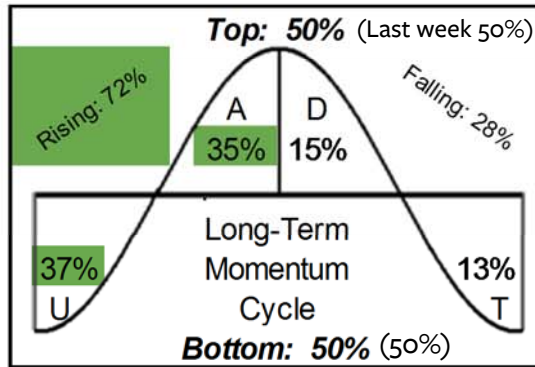 Top: 50% (Last week 50%)
Rising: 72%
Falling: 28%
A D
35% 15%
Long-Term
37% Momentum 13%
U Cycle T
Bottom: 50% (50%)